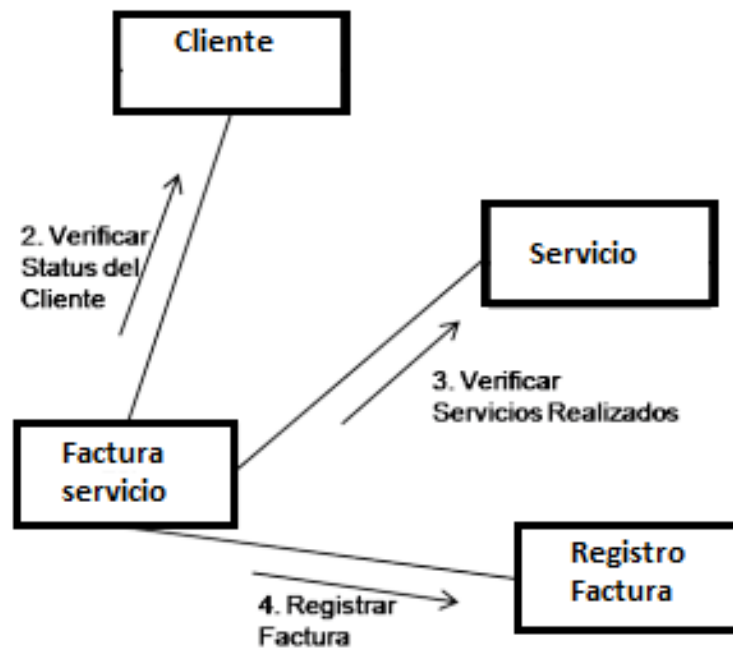 Cliente
2. Verificar
Status del
Cliente
Servicio
3. Verificar
Servicios Realizados
Factura
servicio
Registro
Factura
4. Registrar
Factura